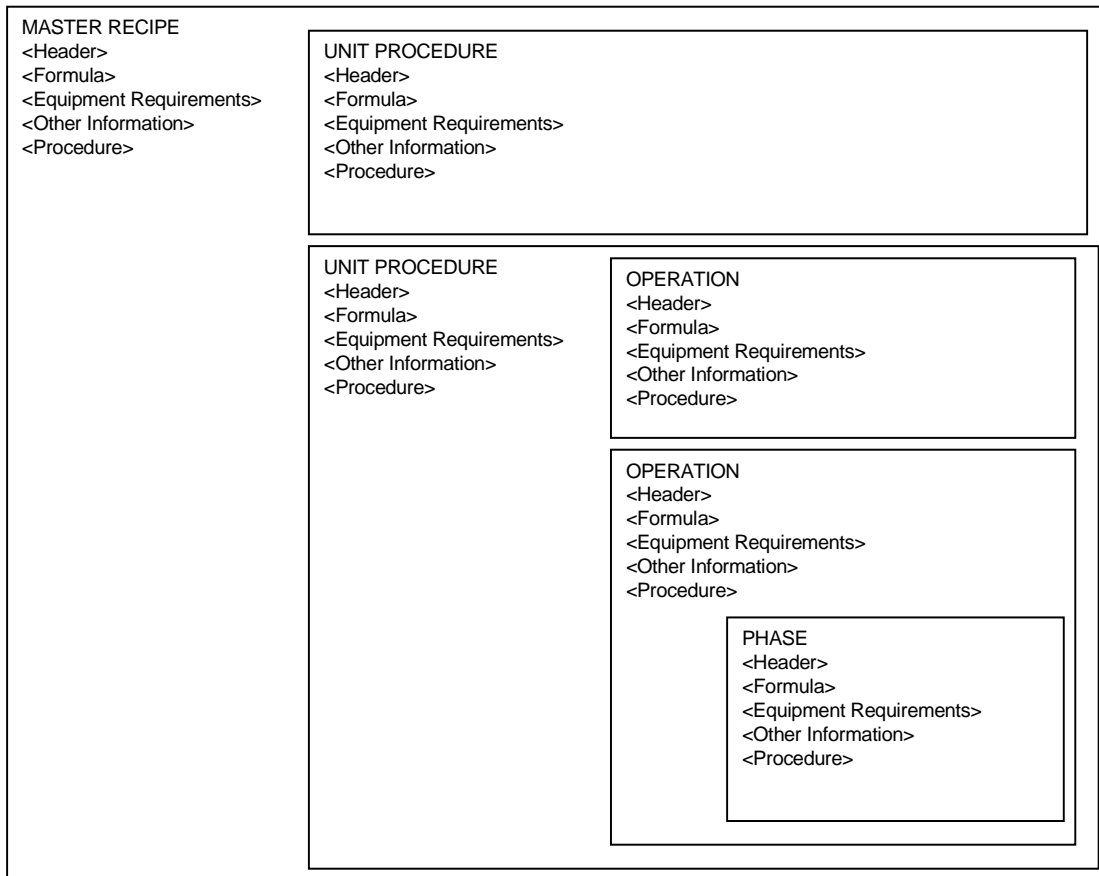 MASTER RECIPE
<Header>
<Formula>
<Equipment Requirements>
<Other Information>
<Procedure>
UNIT PROCEDURE
<Header>
<Formula>
<Equipment Requirements>
<Other Information>
<Procedure>
UNIT PROCEDURE
<Header>
<Formula>
<Equipment Requirements>
<Other Information>
<Procedure>
OPERATION
<Header>
<Formula>
<Equipment Requirements>
<Other Information>
<Procedure>
OPERATION
<Header>
<Formula>
<Equipment Requirements>
<Other Information>
<Procedure>
PHASE
<Header>
<Formula>
<Equipment Requirements>
<Other Information>
<Procedure>